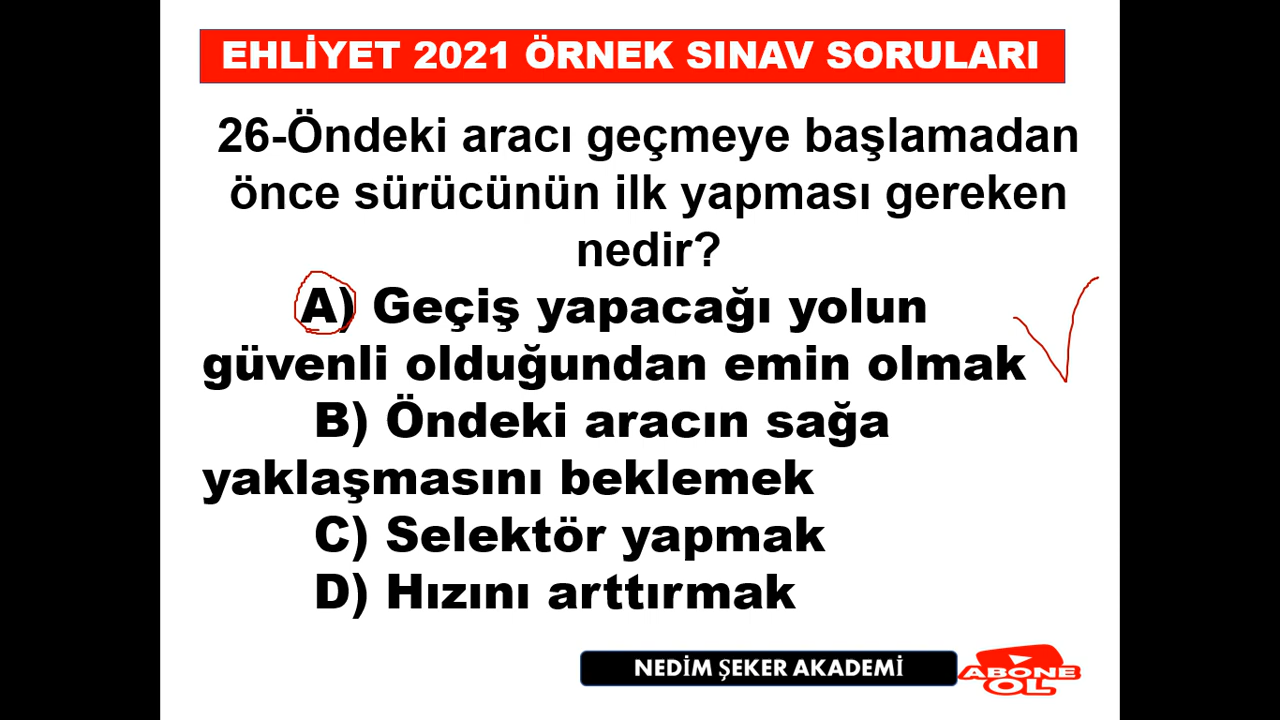 EHLİYET 2021 ÖRNEK SINAV SORULARI
26-Öndeki aracı geçmeye başlamadan
önce sürücünün ilk yapması gereken
nedir?
A) Geçiş yapacağı yolun
güvenli olduğundan emin olmak
B) Öndeki aracın sağa
yaklaşmasını beklemek
C) Selektör yapmak
D) Hızını arttırmak
NEDİM ŞEKER AKADEMİ
ABONE
OL